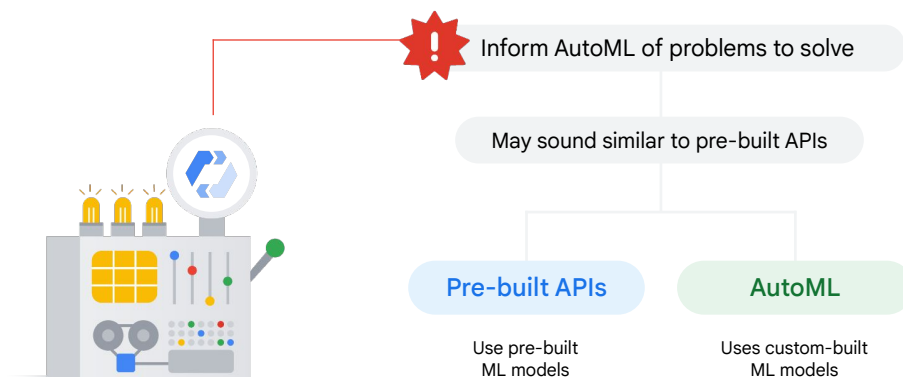 Inform AutoML of problems to solve
May sound similar to pre-built APIs
Pre-built APIs
AutoML
Use pre-built
ML models
Uses custom-built
ML models